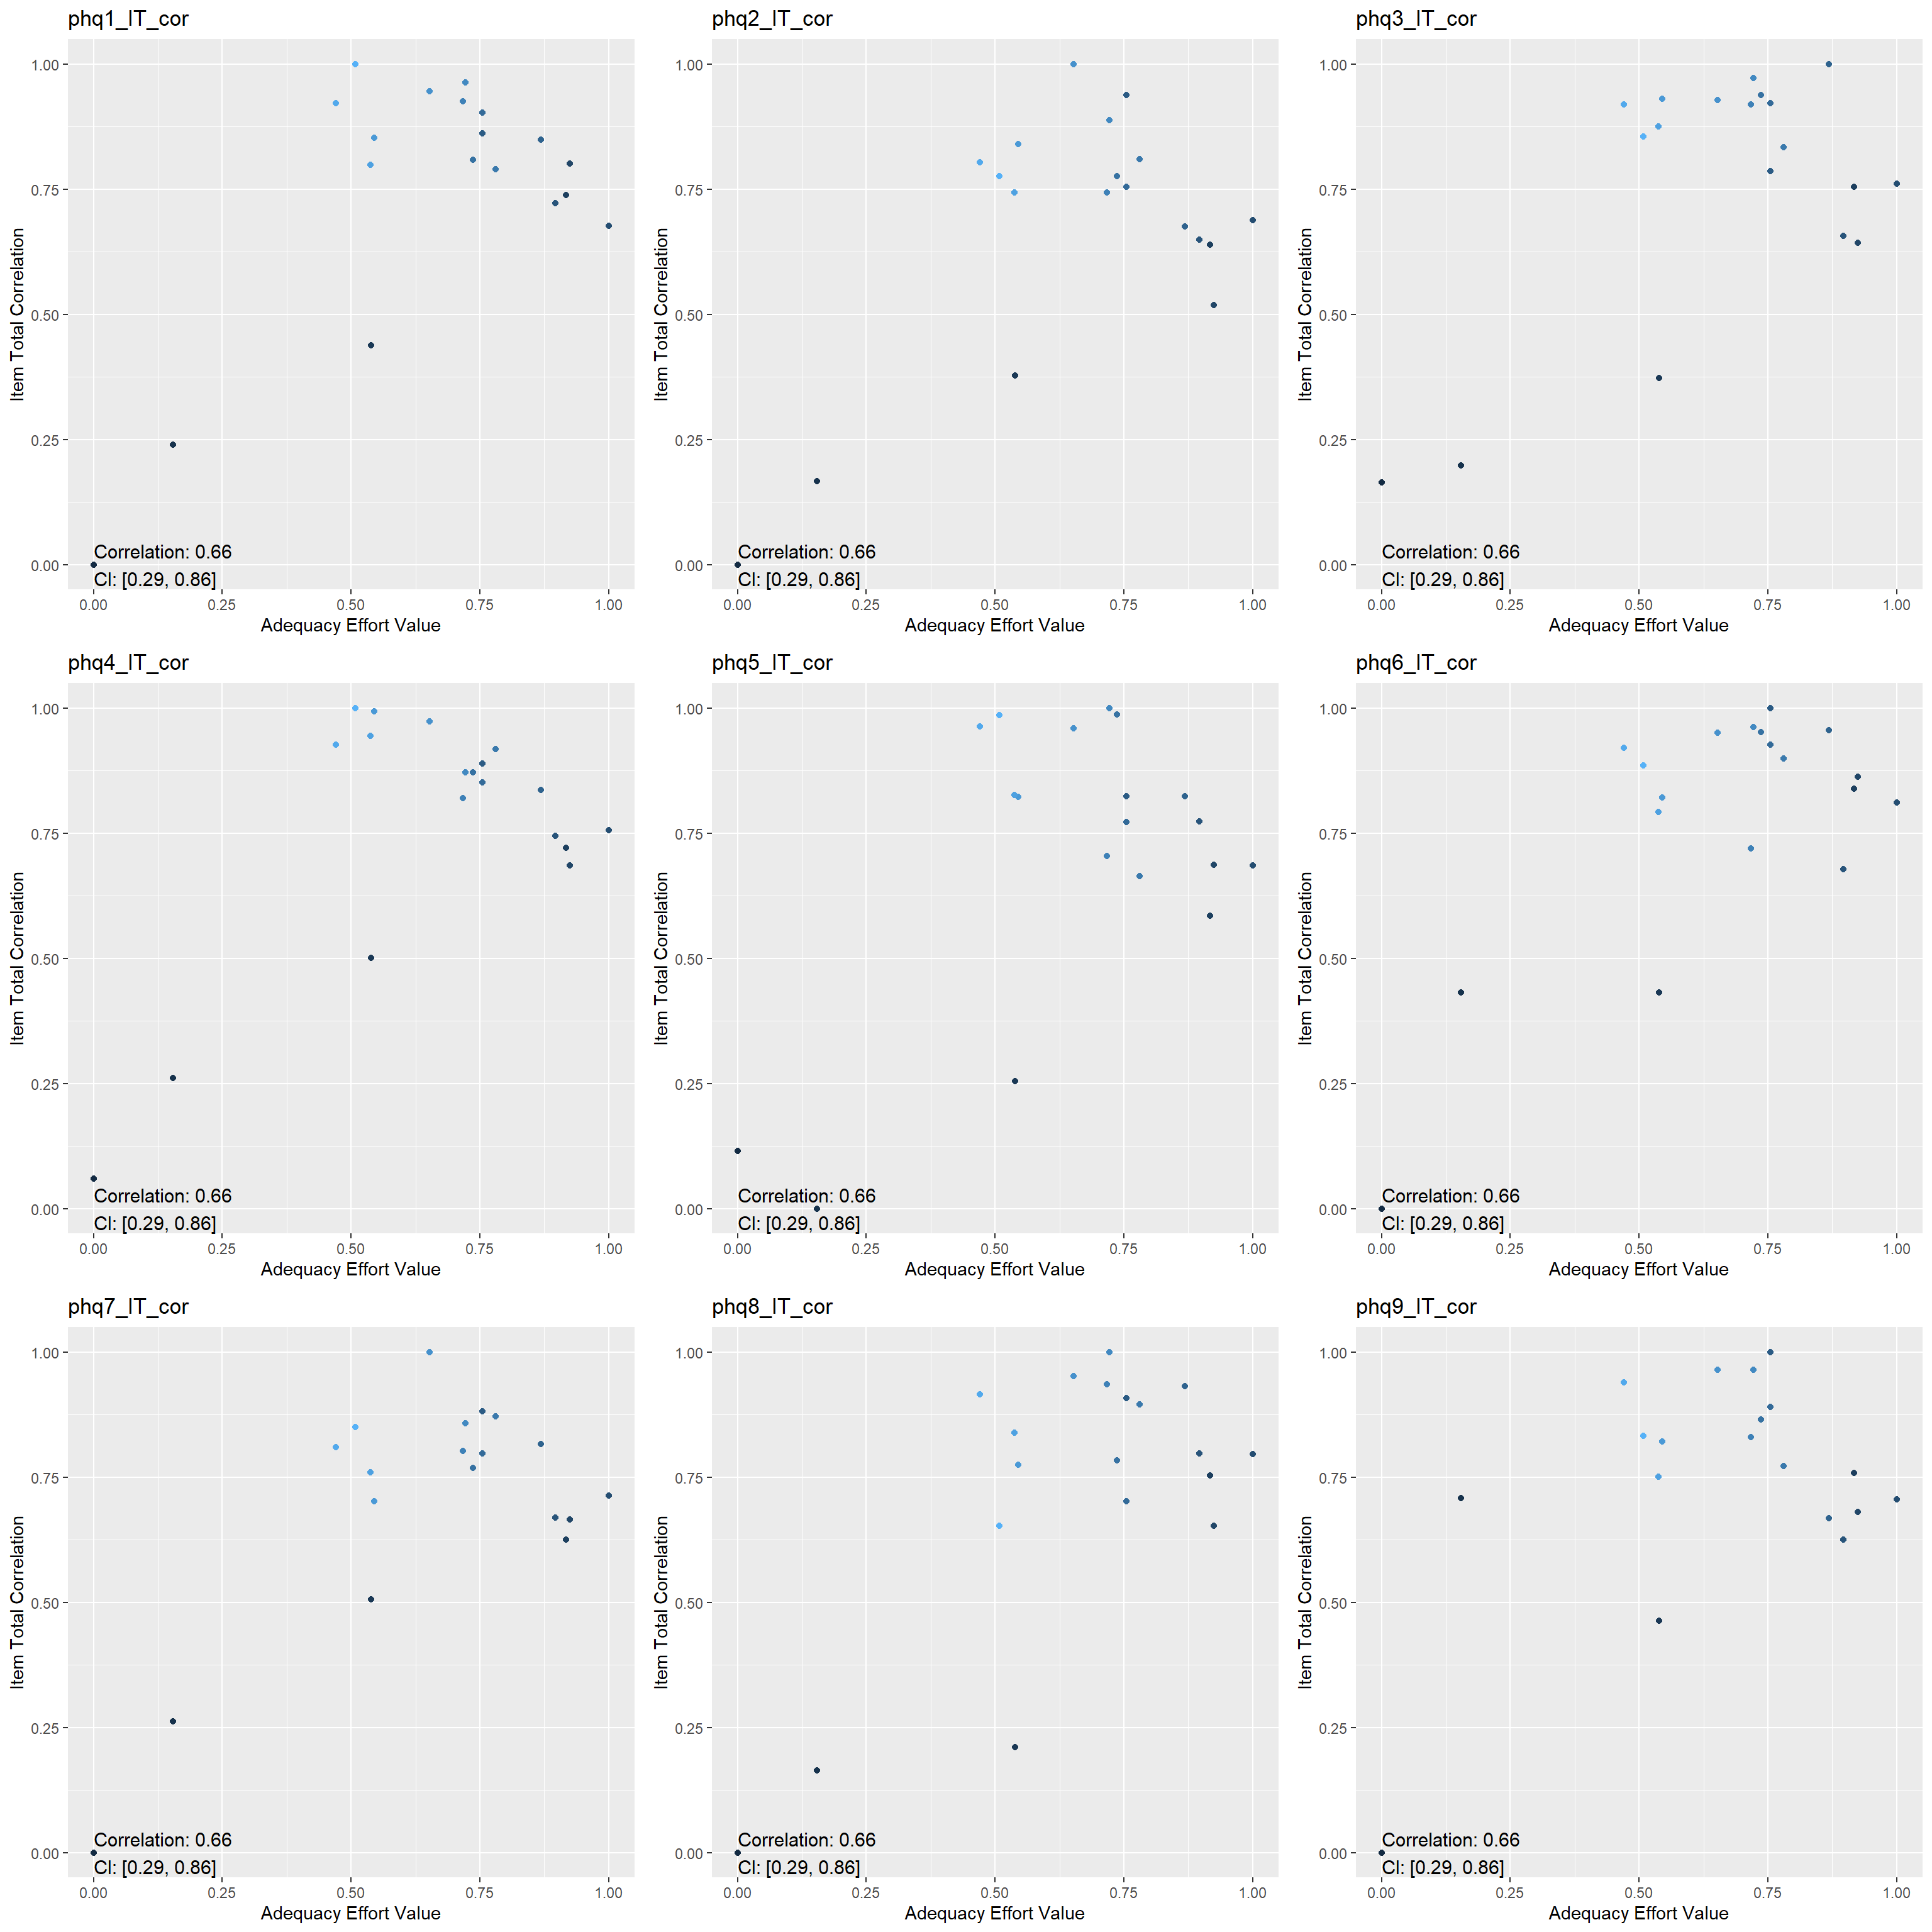 phq1_IT_cor
Item Total Correlation
1.00
0.75
0.50
0.25
0.00
Correlation: 0.66
CI: [0.29, 0.86]
0.00 0.25 0.50 0.75 1.00
Adequacy Effort Value
phq2_IT_cor
Item Total Correlation
1.00
0.75
0.50
0.25
0.00
Correlation: 0.66
CI: [0.29, 0.86]
0.00 0.25 0.50 0.75 1.00
Adequacy Effort Value
phq3_IT_cor
Item Total Correlation
1.00
0.75
0.50
0.25
0.00
Correlation: 0.66
CI: [0.29, 0.86]
0.00 0.25 0.50 0.75 1.00
Adequacy Effort Value
phq4_IT_cor
Item Total Correlation
1.00
0.75
0.50
0.25
0.00
Correlation: 0.66
CI: [0.29, 0.86]
0.00 0.25 0.50 0.75 1.00
Adequacy Effort Value
phq5_IT_cor
Item Total Correlation
1.00
0.75
0.50
0.25
0.00
Correlation: 0.66
CI: [0.29, 0.86]
0.00 0.25 0.50 0.75 1.00
Adequacy Effort Value
phq6_IT_cor
Item Total Correlation
1.00
0.75
0.50
0.25
0.00
Correlation: 0.66
CI: [0.29, 0.86]
0.00 0.25 0.50 0.75 1.00
Adequacy Effort Value
phq7_IT_cor
Item Total Correlation
1.00
0.75
0.50
0.25
0.00
Correlation: 0.66
CI: [0.29, 0.86]
0.00 0.25 0.50 0.75 1.00
Adequacy Effort Value
phq8_IT_cor
Item Total Correlation
1.00
0.75
0.50
0.25
0.00
Correlation: 0.66
CI: [0.29, 0.86]
0.00 0.25 0.50 0.75 1.00
Adequacy Effort Value
phq9_IT_cor
Item Total Correlation
1.00
0.75
0.50
0.25
0.00
Correlation: 0.66
CI: [0.29, 0.86]
0.00 0.25 0.50 0.75 1.00
Adequacy Effort Value